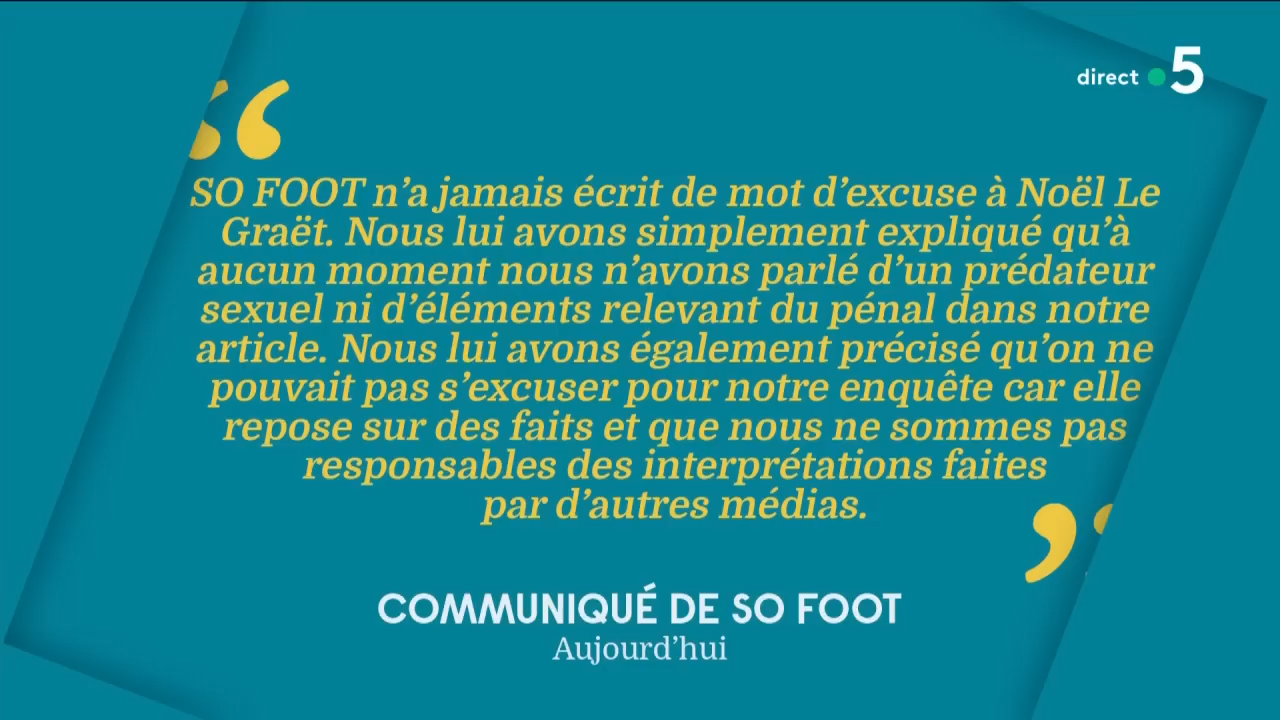 direct 5
“
SO FOOT n’a jamais écrit de mot d’excuse à Noël Le
Graët. Nous lui avons simplement expliqué qu’à
aucun moment nous n’avons parlé d’un prédateur
sexuel ni d’éléments relevant du pénal dans notre
article. Nous lui avons également précisé qu’on ne
pouvait pas s’excuser pour notre enquête car elle
repose sur des faits et que nous ne sommes pas
responsables des interprétations faites
par d’autres médias.
”
COMMUNIQUÉ DE SO FOOT
Aujourd’hui